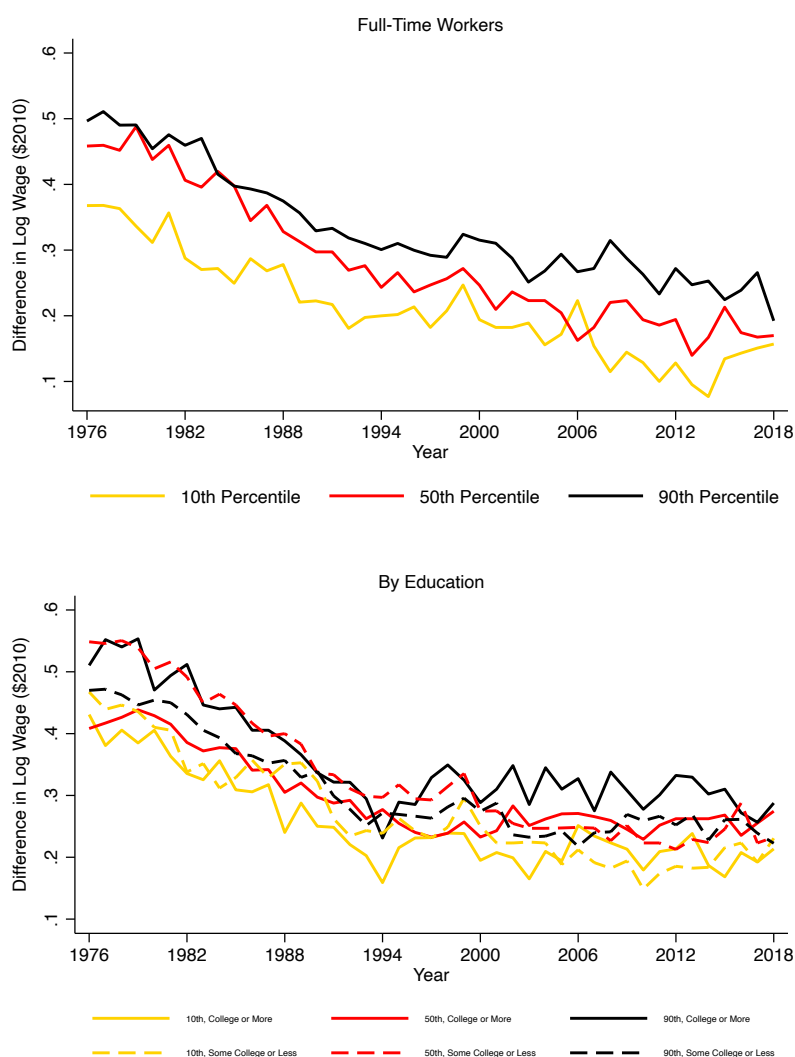 Full-Time Workers
.6
.5
.4
.3
.2
.1
Difference in Log Wage ($2010)
1976 1982 1988 1994 2000 2006 2012 2018
Year
10th Percentile 50th Percentile 90th Percentile
By Education
.6
.5
.4
.3
.2
.1
Difference in Log Wage ($2010)
1976 1982 1988 1994 2000 2006 2012 2018
Year
10th, College or More 50th, College or More 90th, College or More
10th, Some College or Less 50th, Some College or Less 90th, Some College or Less